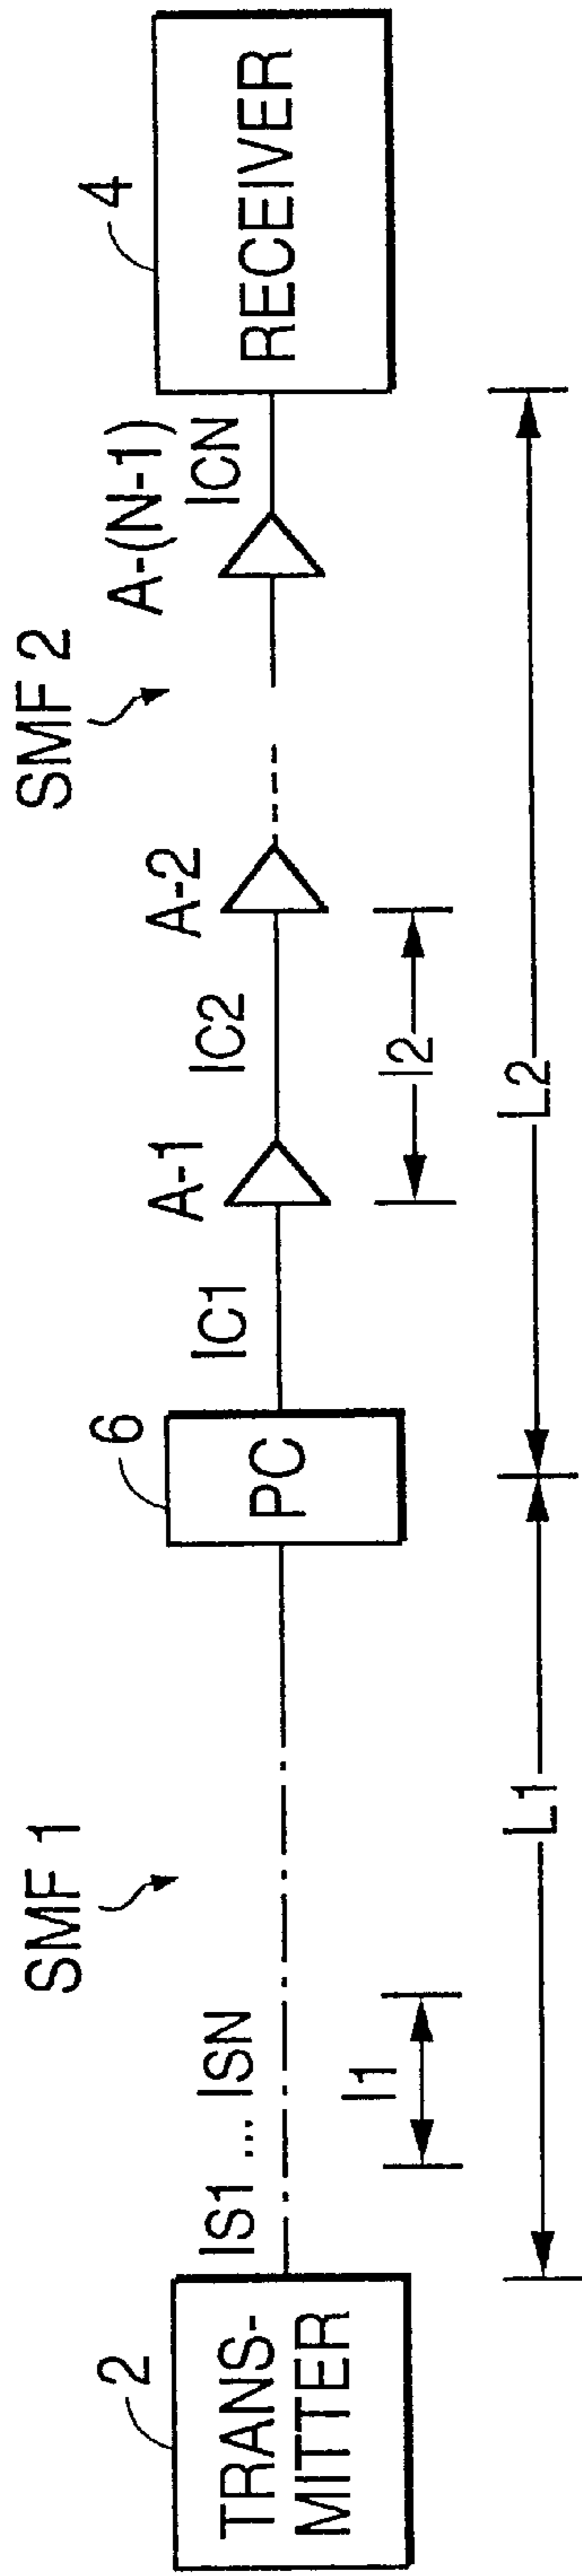 SMF 1
SMF 2
2
TRANS-
MITTER
IS1 ... ISN
6
PC
IC1
A-1
IC2
A-2
A-(N-1)
ICN
4
RECEIVER
l1
l2
L1
L2